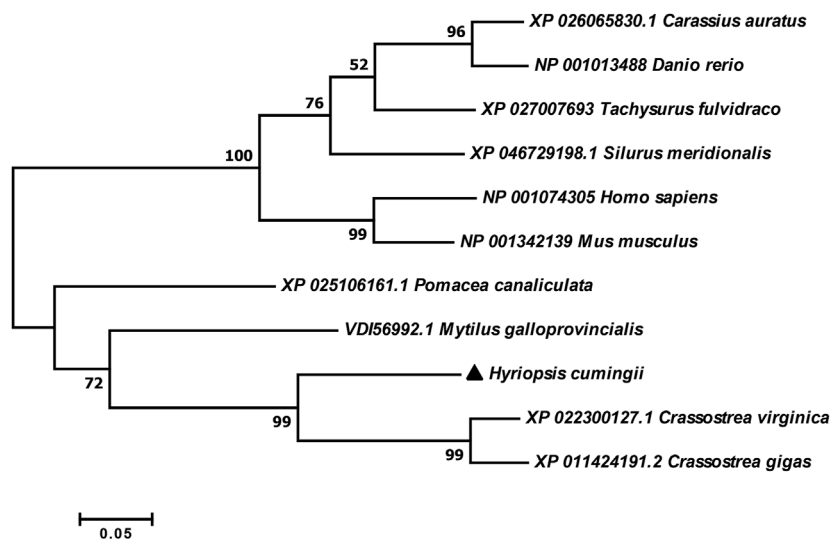 XP 026065830.1 Carassius auratus
96
NP 001013488 Danio rerio
52
XP 027007693 Tachysurus fulvidraco
76
XP 046729198.1 Silurus meridionalis
100
NP 001074305 Homo sapiens
99
NP 001342139 Mus musculus
XP 025106161.1 Pomacea canaliculata
VDI56992.1 Mytilus galloprovincialis
72
Hyriopsis cumingii
99
XP 022300127.1 Crassostrea virginica
99
XP 011424191.2 Crassostrea gigas
0.05